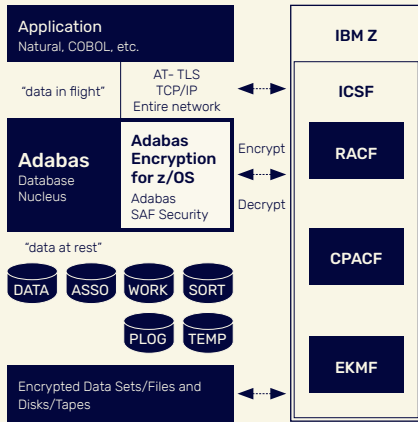 Application
Natural, COBOL, etc.
"data in flight"
AT- TLS
TCP/IP
Entire network
Adabas
Database
Nucleus
Adabas
Encryption
for z/OS
Adabas
SAF Security
Encrypt
Decrypt
"data at rest"
DATA
ASSO
WORK
SORT
PLOG
TEMP
Encrypted Data Sets/Files and
Disks/Tapes
IBM Z
ICSF
RACF
CPACF
EKMF